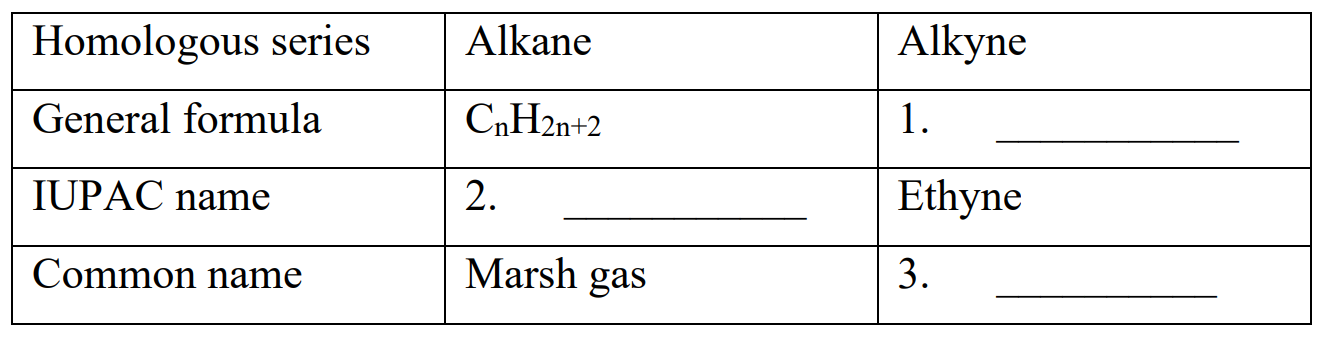 Homologous series Alkane Alkyne
General formula CnH2n+2 1. ___________
IUPAC name 2. ___________ Ethyne
Common name Marsh gas 3. __________